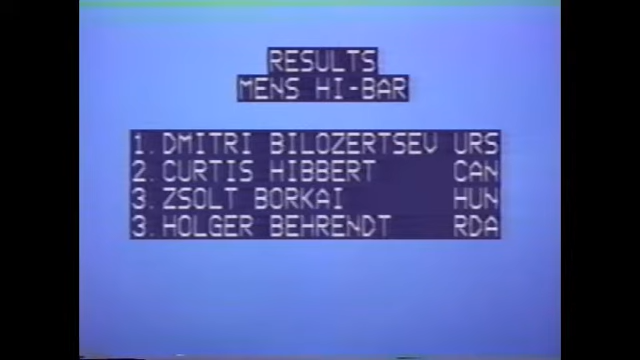 RESULTS
MENS HI-BAR
1. DMITRI BILOZERTSEV URS
2. CURTIS HIBBERT CAN
3. ZSOLT BORKAI HUN
3. HOLGER BEHRENDT RDA